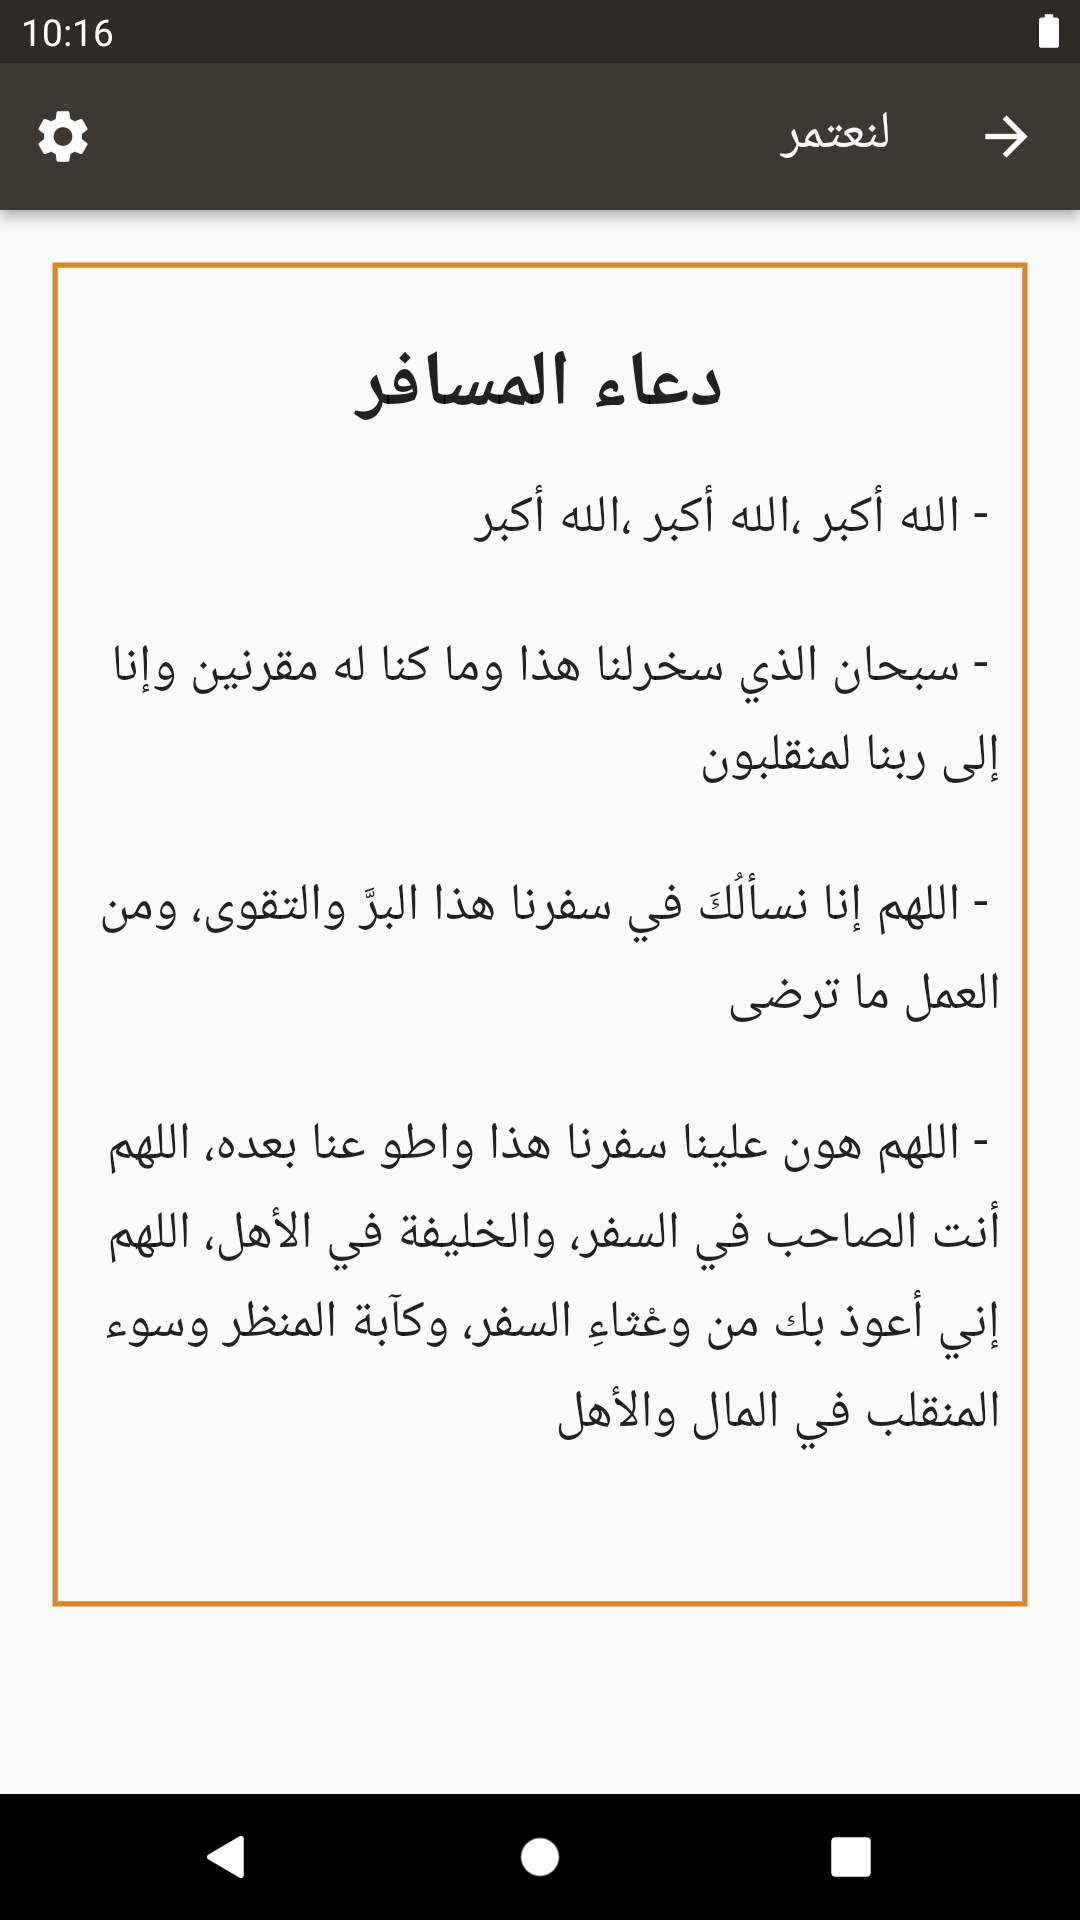 10:16
لنعتمر
دعاء المسافر
- الله أكبر ،الله أكبر ،الله أكبر
- سبحان الذي سخرلنا هذا وما كنا له مقرنين وإنا
إلى ربنا لمنقلبون
- اللهم إنا نسألُكَ في سفرنا هذا البرَّ والتقوى، ومن
العمل ما ترضى
- اللهم هون علينا سفرنا هذا واطو عنا بعده، اللهم
أنت الصاحب في السفر، والخليفة في الأهل، اللهم
إني أعوذ بك من وعْثاءِ السفر، وكآبة المنظر وسوء
المنقلب في المال والأهل